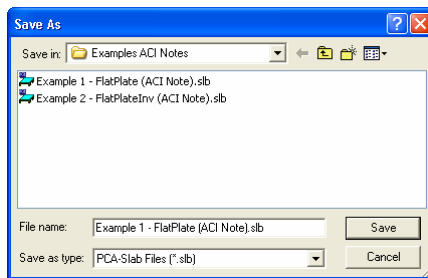 Save As
Save in: Examples ACI Notes
Example 1 - FlatPlate (ACI Note).slb
Example 2 - FlatPlateInv (ACI Note).slb
File name: Example 1 - FlatPlate (ACI Note).slb Save
Save as type: PCA-Slab Files (*.slb) Cancel